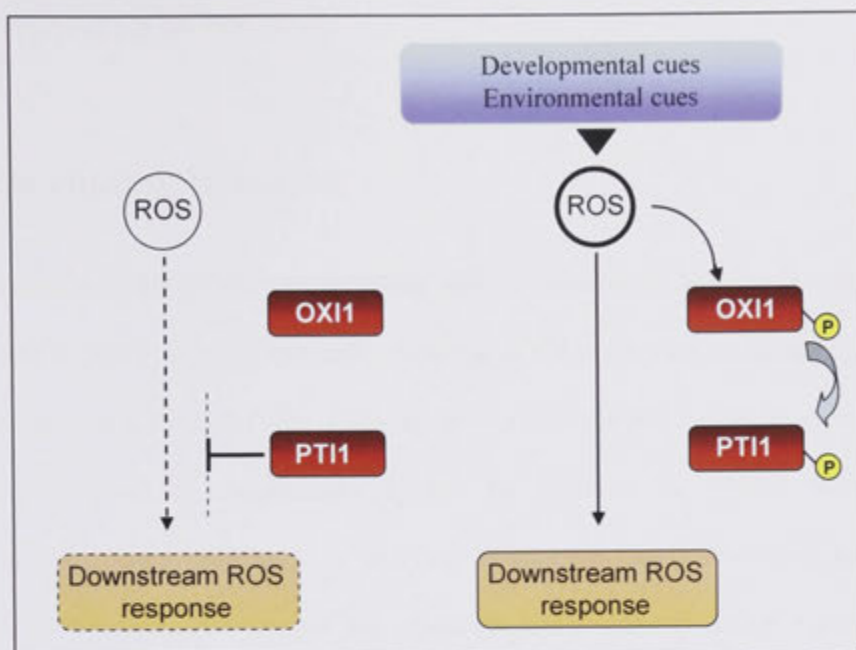 Developmental cues
Environmental cues
ROS
ROS
OXI1
OXI1
P
PTI1
PTI1
P
Downstream ROS
response
Downstream ROS
response